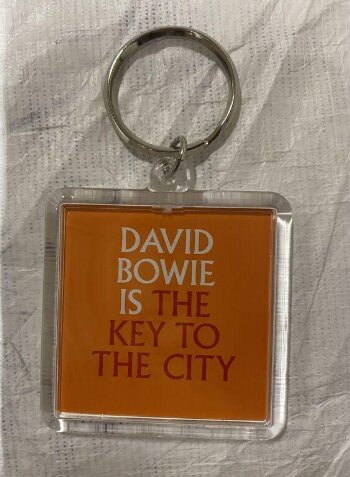 DAVID
BOWIE
IS THE
KEY TO
THE CITY